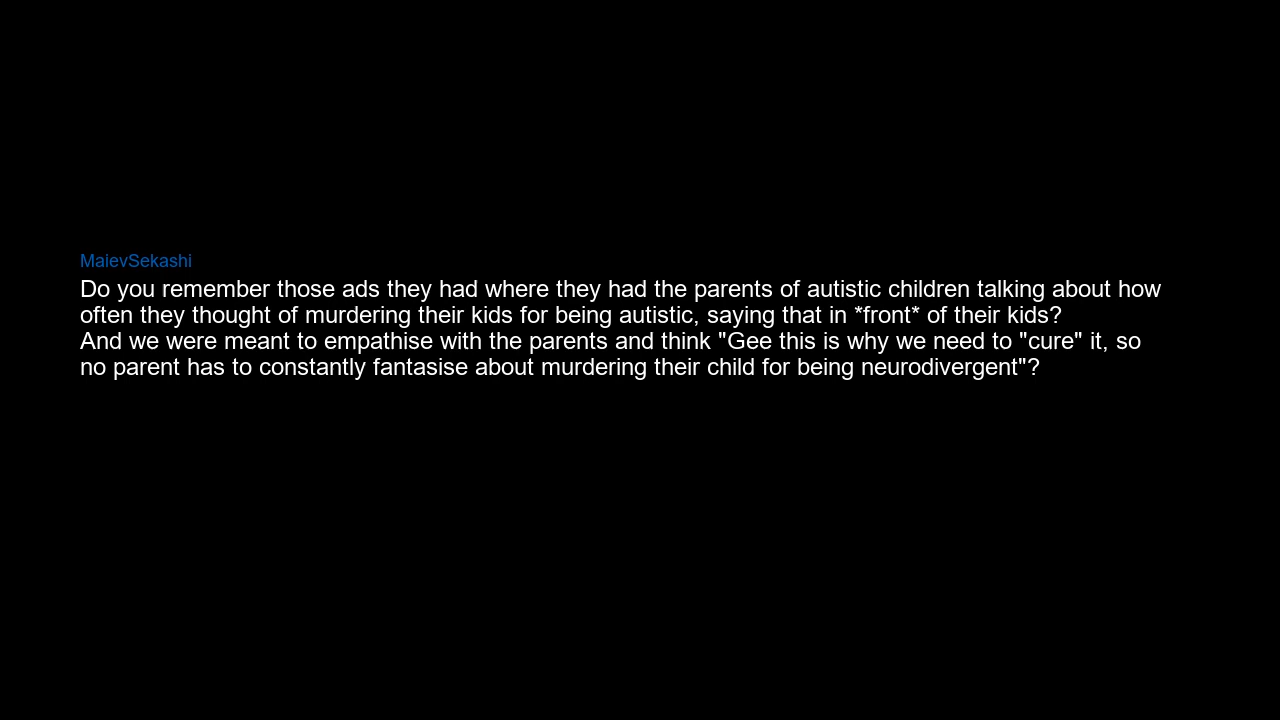 MaievSekashi
Do you remember those ads they had where they had the parents of autistic children talking about how
often they thought of murdering their kids for being autistic, saying that in *front* of their kids?
And we were meant to empathise with the parents and think "Gee this is why we need to "cure" it, so
no parent has to constantly fantasise about murdering their child for being neurodivergent"?